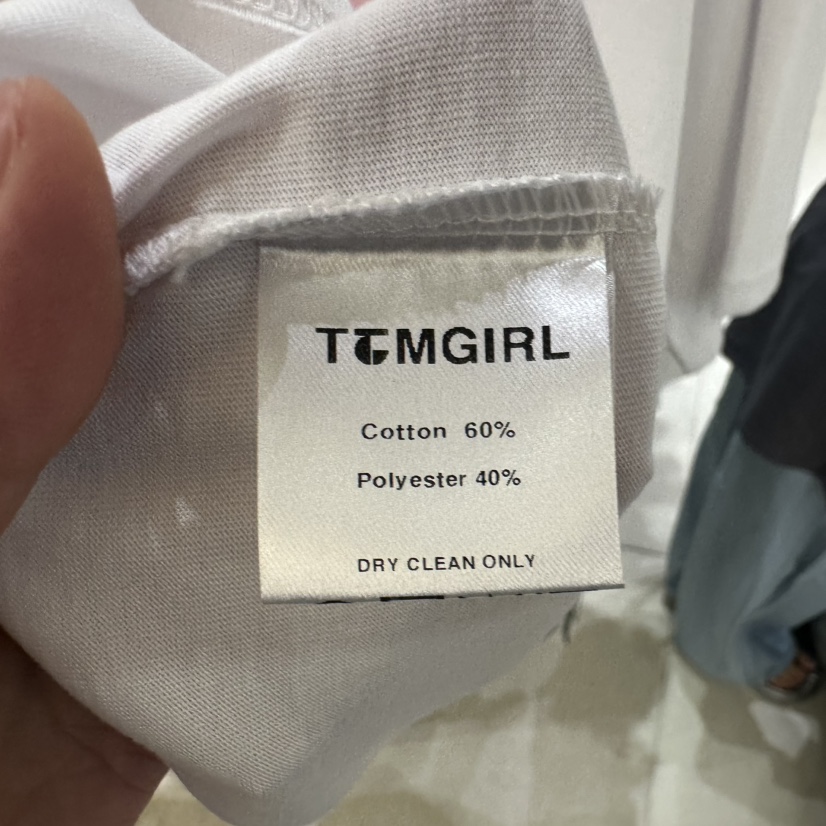 TOMGIRL
Cotton 60%
Polyester 40%
DRY CLEAN ONLY